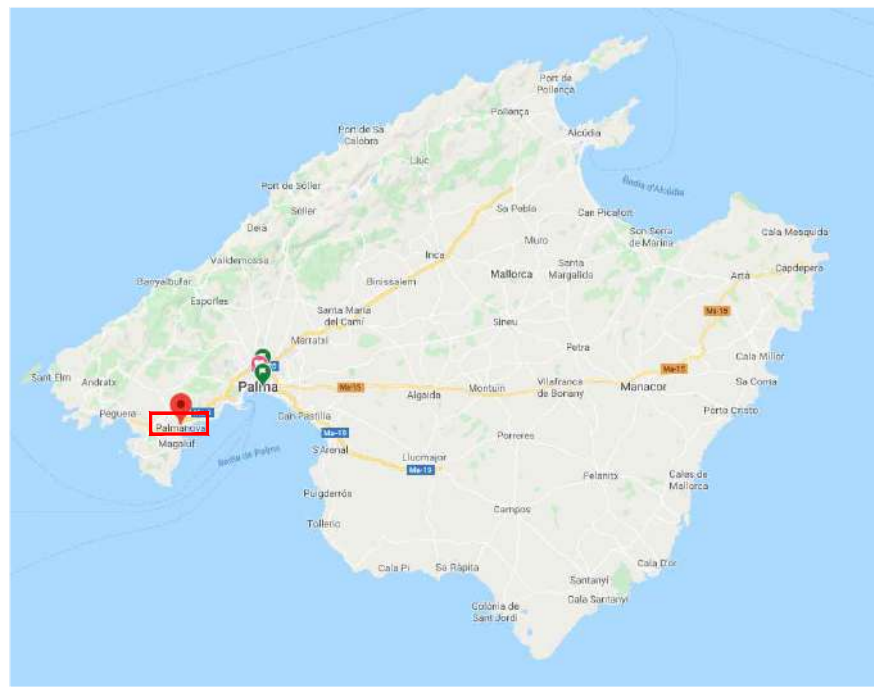 Port de
Pollença
Pollença
Port de Sa
Calobra
Alcúdia
Lluc
Badia d'Alcúdia
Port de Sóller
Sóller
Sa Pobla
Can Picafort
Deià
Son Serra
de Marina
Cala Mesquida
Muro
Valldemossa
Inca
Santa
Margalida
Mallorca
Artà
Capdepera
Banyalbufar
Binissalem
Esporles
Santa Maria
del Camí
Ma-15
Sineu
Marratxí
Petra
Cala Millor
Ma-15
Sant Elm
Andratx
Palma
Ma-15
Algaida
Montuïri
Vilafranca
de Bonany
Manacor
Sa Coma
Peguera
Ma-1
Can Pastilla
Porto Cristo
Palmanova
Magaluf
Ma-19
Porreres
S'Arenal
Badia de Palma
Llucmajor
Ma-19
Felanitx
Cales de
Mallorca
Puigderrós
Campos
Tolleric
Cala Pi
Sa Ràpita
Cala D'or
Santanyí
Cala Santanyí
Colònia de
Sant Jordi